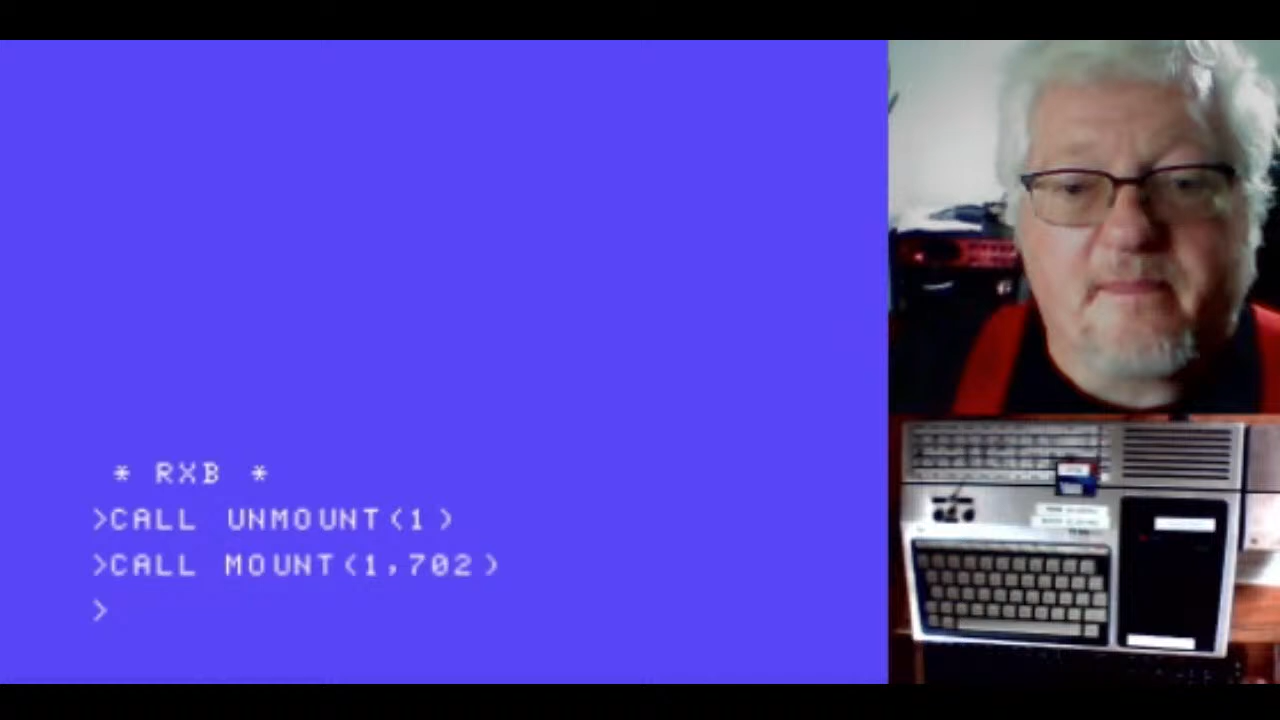 * RXB *
>CALL UNMOUNT(1)
>CALL MOUNT(1,702)
>